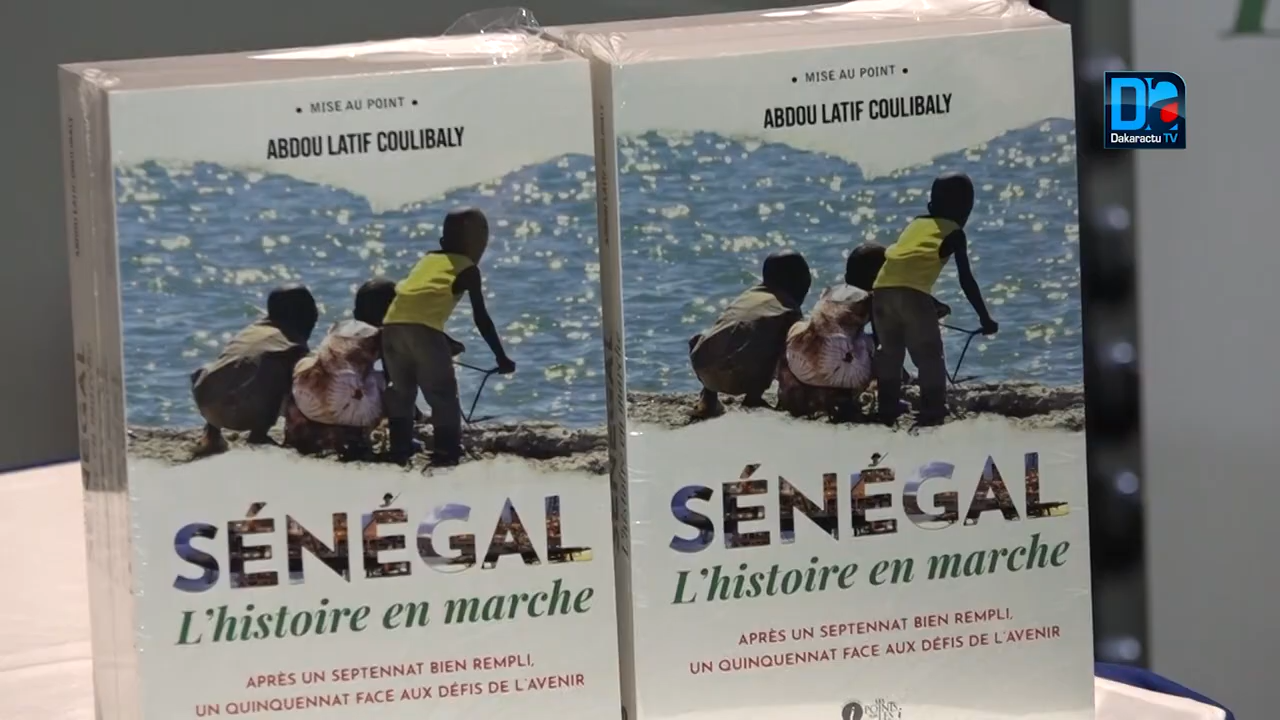 • MISE AU POINT •
ABDOU LATIF COULIBALY
SÉNÉGAL
L'histoire en marche
APRÈS UN SEPTENNAT BIEN REMPLI,
UN QUINQUENNAT FACE AUX DÉFIS DE L'AVENIR
• MISE AU POINT •
ABDOU LATIF COULIBALY
SÉNÉGAL
L'histoire en marche
APRÈS UN SEPTENNAT BIEN REMPLI,
UN QUINQUENNAT FACE AUX DÉFIS DE L'AVENIR
Dakaractu TV